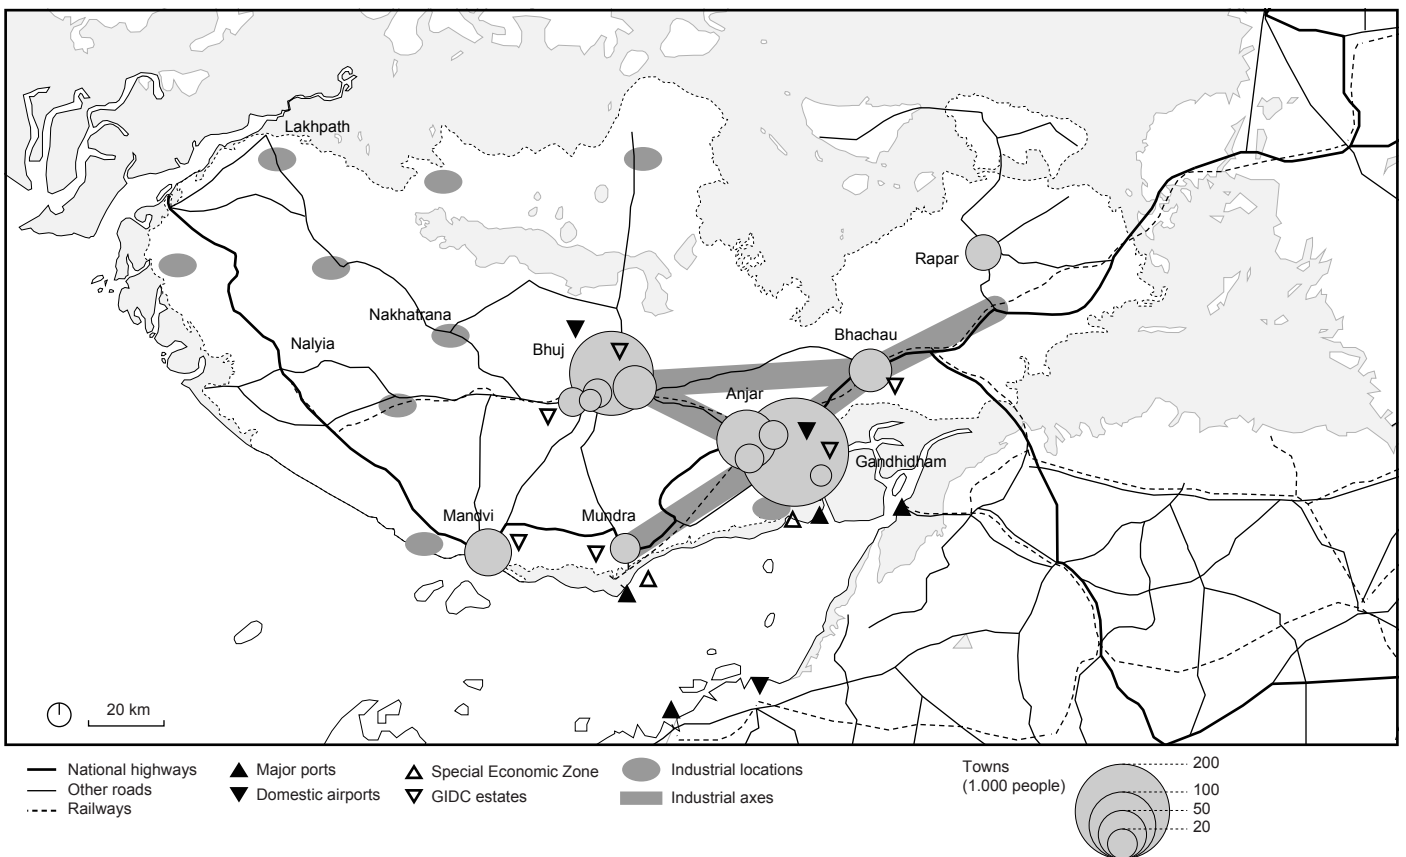 Lakhpath
Rapar
Nakhatrana
Nalyia
Bhuj
Bhachau
Anjar
Gandhidham
Mandvi
Mundra
20 km
National highways
Other roads
Railways
Major ports
Domestic airports
Special Economic Zone
GIDC estates
Industrial locations
Industrial axes
Towns
(1.000 people)
200
100
50
20